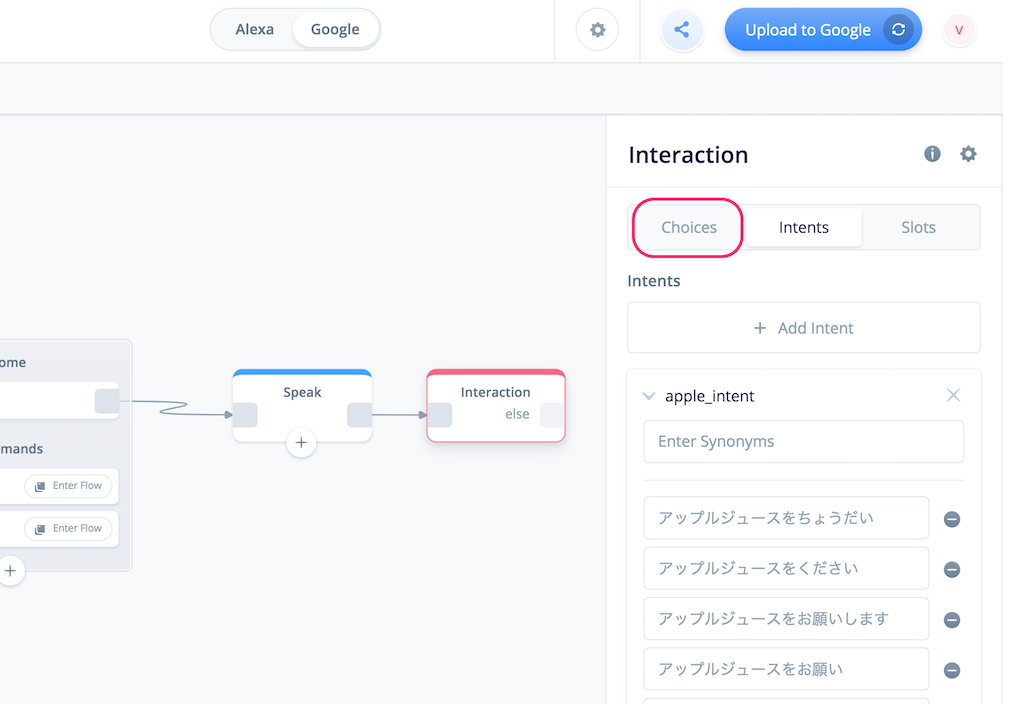 Alexa
Google
Upload to Google
v
Interaction
Choices
Intents
Slots
Intents
+ Add Intent
apple_intent
Enter Synonyms
アップルジュースをちょうだい
アップルジュースをください
アップルジュースをお願いします
アップルジュースをお願い
ome
mands
Enter Flow
Enter Flow
Speak
Interaction
else